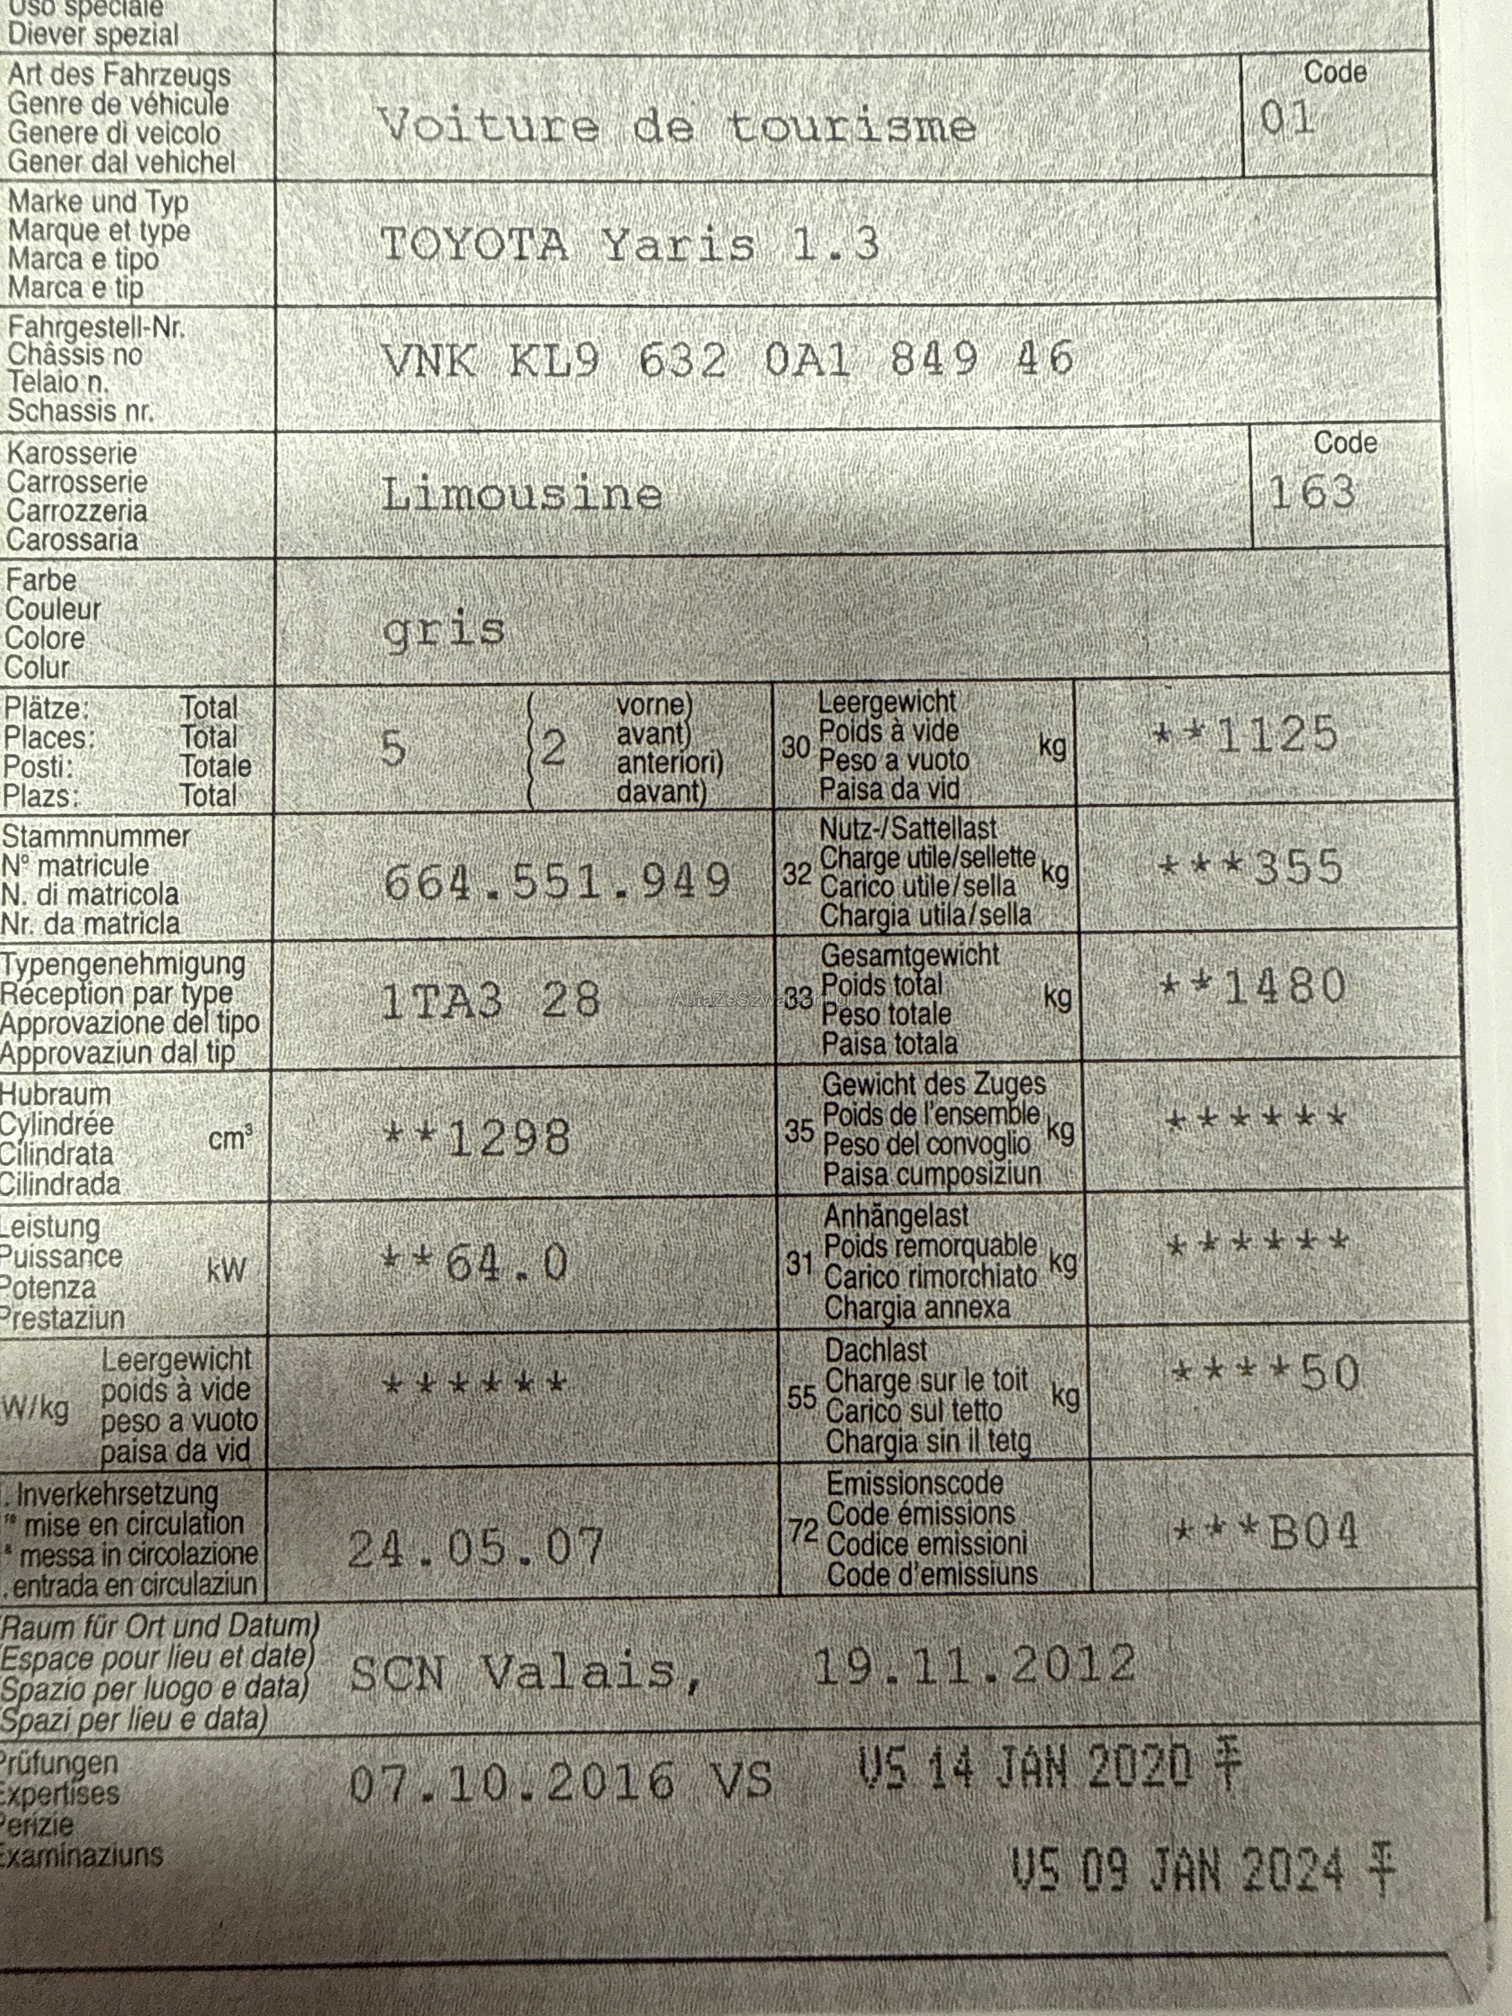 Uso speciale
Diever spezial
Art des Fahrzeugs
Genre de véhicule
Genere di veicolo
Gener dal vehichel
Voiture de tourisme
Code
01
Marke und Typ
Marque et type
Marca e tipo
Marca e tip
TOYOTA Yaris 1.3
Fahrgestell-Nr.
Châssis no
Telaio n.
Schassis nr.
VNK KL9 632 0A1 849 46
Karosserie
Carrosserie
Carrozzeria
Carossaria
Limousine
Code
163
Farbe
Couleur
Colore
Colur
gris
Plätze: Total
Places: Total
Posti: Totale
Plazs: Total
5 (2
vorne)
avant)
anteriori)
davant)
30
Leergewicht
Poids à vide
Peso a vuoto
Paisa da vid
kg
**1125
Stammnummer
N° matricule
N. di matricola
Nr. da matricla
664.551.949
32
Nutz-/Sattellast
Charge utile/sellette
Carico utile/sella
Chargia utila/sella
kg
***355
Typengenehmigung
Réception par type
Approvazione del tipo
Approvaziun dal tip
1TA3 28
33
Gesamtgewicht
Poids total
Peso totale
Paisa totala
kg
**1480
Hubraum
Cylindrée
Cilindrata
Cilindrada
cm³
**1298
35
Gewicht des Zuges
Poids de l'ensemble
Peso del convoglio
Paisa cumposiziun
kg
******
Leistung
Puissance
Potenza
Prestaziun
kW
**64.0
31
Anhängelast
Poids remorquable
Carico rimorchiato
Chargia annexa
kg
******
W/kg
Leergewicht
poids à vide
peso a vuoto
paisa da vid
******
55
Dachlast
Charge sur le toit
Carico sul tetto
Chargia sin il tetg
kg
****50
. Inverkehrsetzung
re mise en circulation
a messa in circolazione
. entrada en circulaziun
24.05.07
72
Emissionscode
Code émissions
Codice emissioni
Code d'emissiuns
***B04
(Raum für Ort und Datum)
(Espace pour lieu et date)
(Spazio per luogo e data)
(Spazi per lieu e data)
SCN Valais, 19.11.2012
Prüfungen
Expertises
Perizie
Examinaziuns
07.10.2016 VS
VS 14 JAN 2020
VS 09 JAN 2024